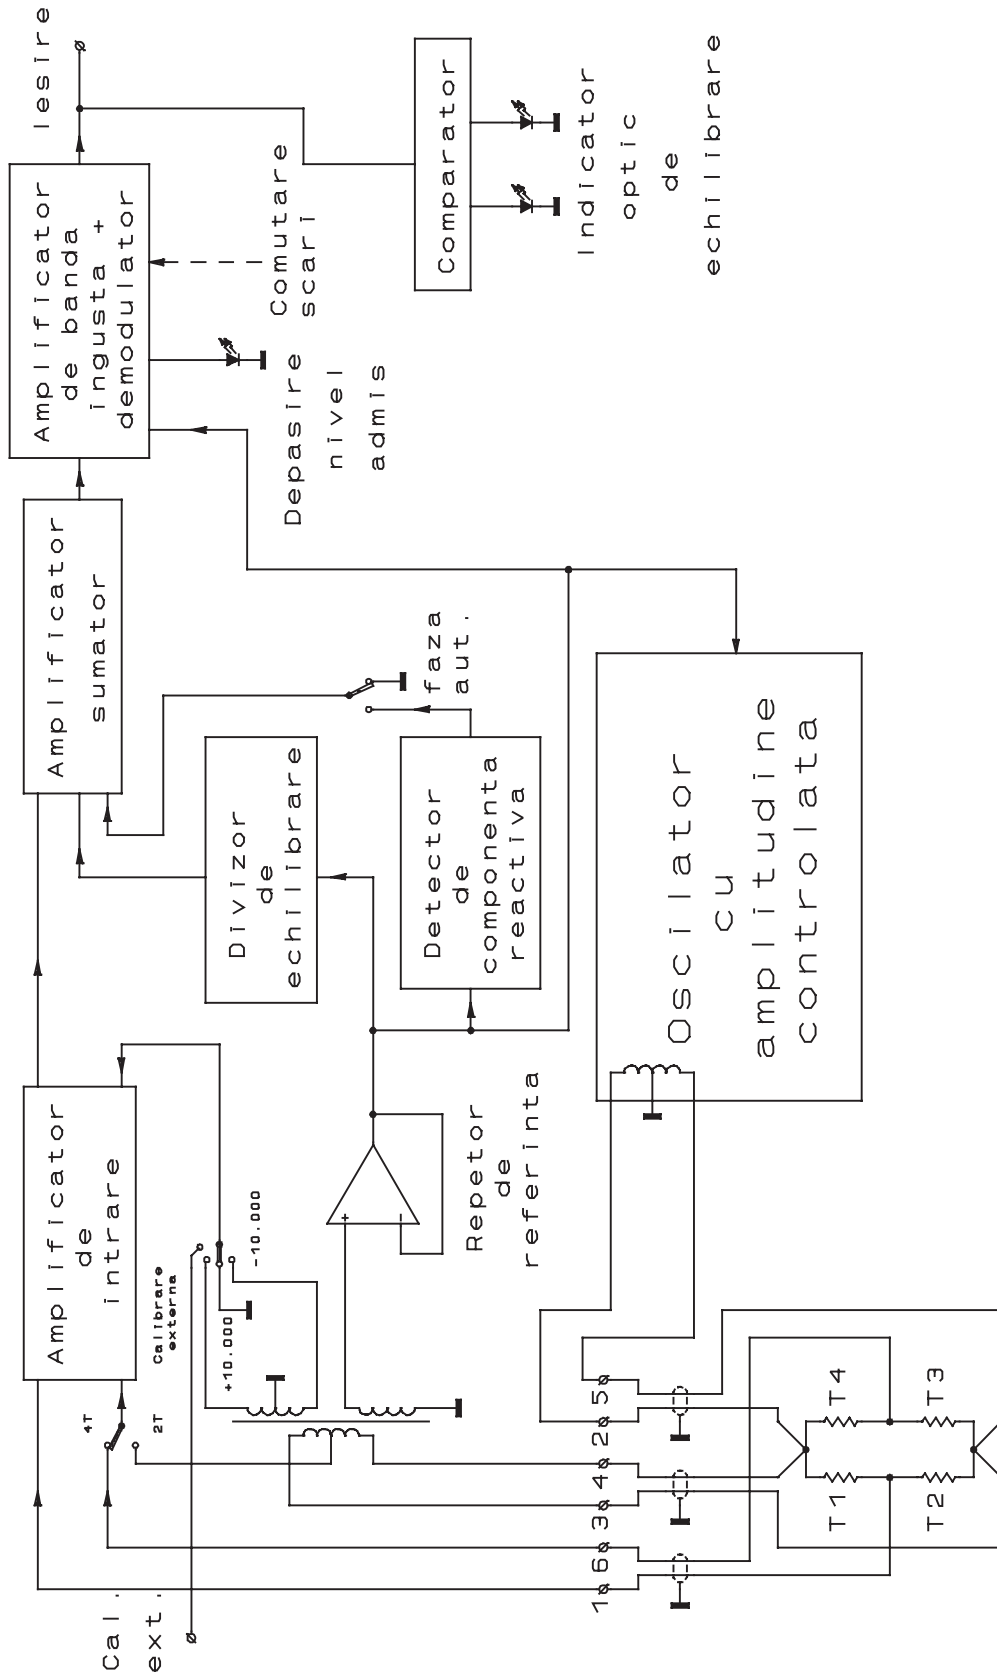 Cal.
ext.
Amplificator
de
intrare
4T
2T
Calibrare
externa
+10.000
-10.000
Repetor
de
referinta
Amplificator
sumator
Divizor
de
echilibrare
Detector
de
componenta
reactiva
faza
aut.
Amplificator
de banda
ingusta +
demodulator
Iesire
Depasire
nivel
admis
Comutare
scari
Comparator
Indicator
optic
de
echilibrare
Oscilator
cu
amplitudine
controlata
+
-
1 6 3 4 2 5
T1 T4
T2 T3